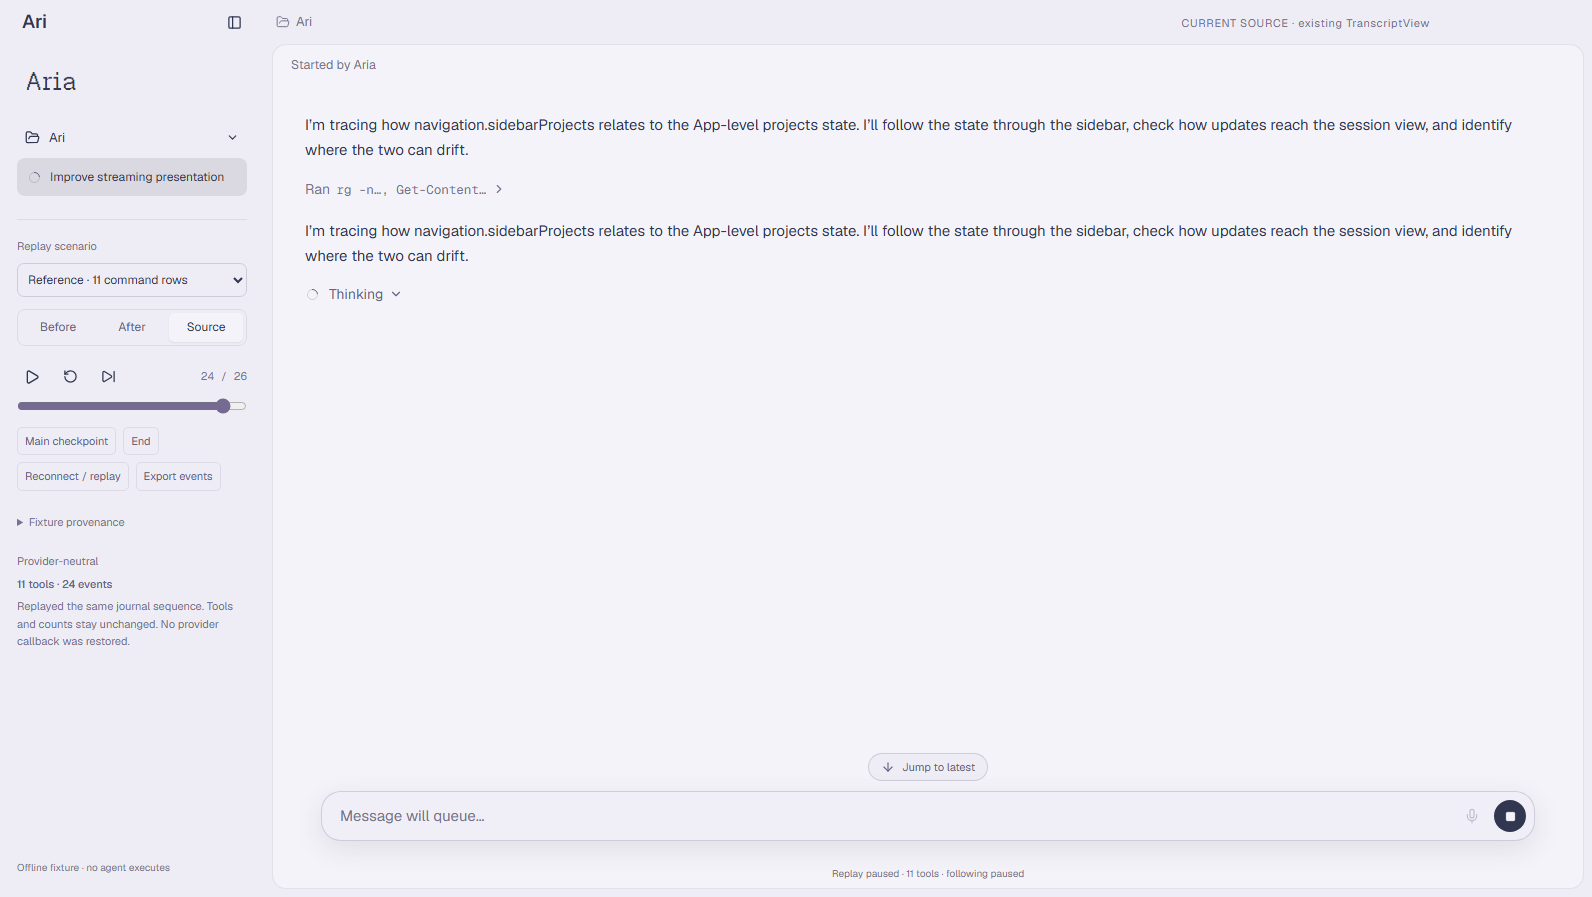 Ari
Aria
Ari
Improve streaming presentation
Replay scenario
Reference · 11 command rows
Before After Source
24 / 26
Main checkpoint End
Reconnect / replay Export events
Fixture provenance
Provider-neutral
11 tools · 24 events
Replayed the same journal sequence. Tools
and counts stay unchanged. No provider
callback was restored.
Offline fixture · no agent executes
Ari
CURRENT SOURCE · existing TranscriptView
Started by Aria
I’m tracing how navigation.sidebarProjects relates to the App-level projects state. I’ll follow the state through the sidebar, check how updates reach the session view, and identify
where the two can drift.
Ran rg -n…, Get-Content…
I’m tracing how navigation.sidebarProjects relates to the App-level projects state. I’ll follow the state through the sidebar, check how updates reach the session view, and identify
where the two can drift.
Thinking
Jump to latest
Message will queue…
Replay paused · 11 tools · following paused